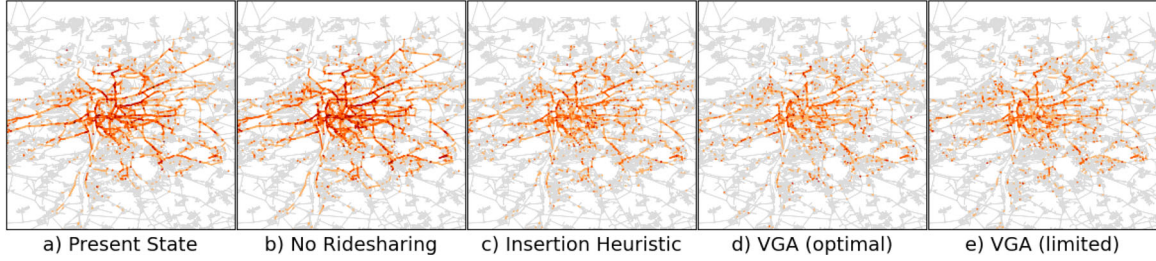 a) Present State
b) No Ridesharing
c) Insertion Heuristic
d) VGA (optimal)
e) VGA (limited)